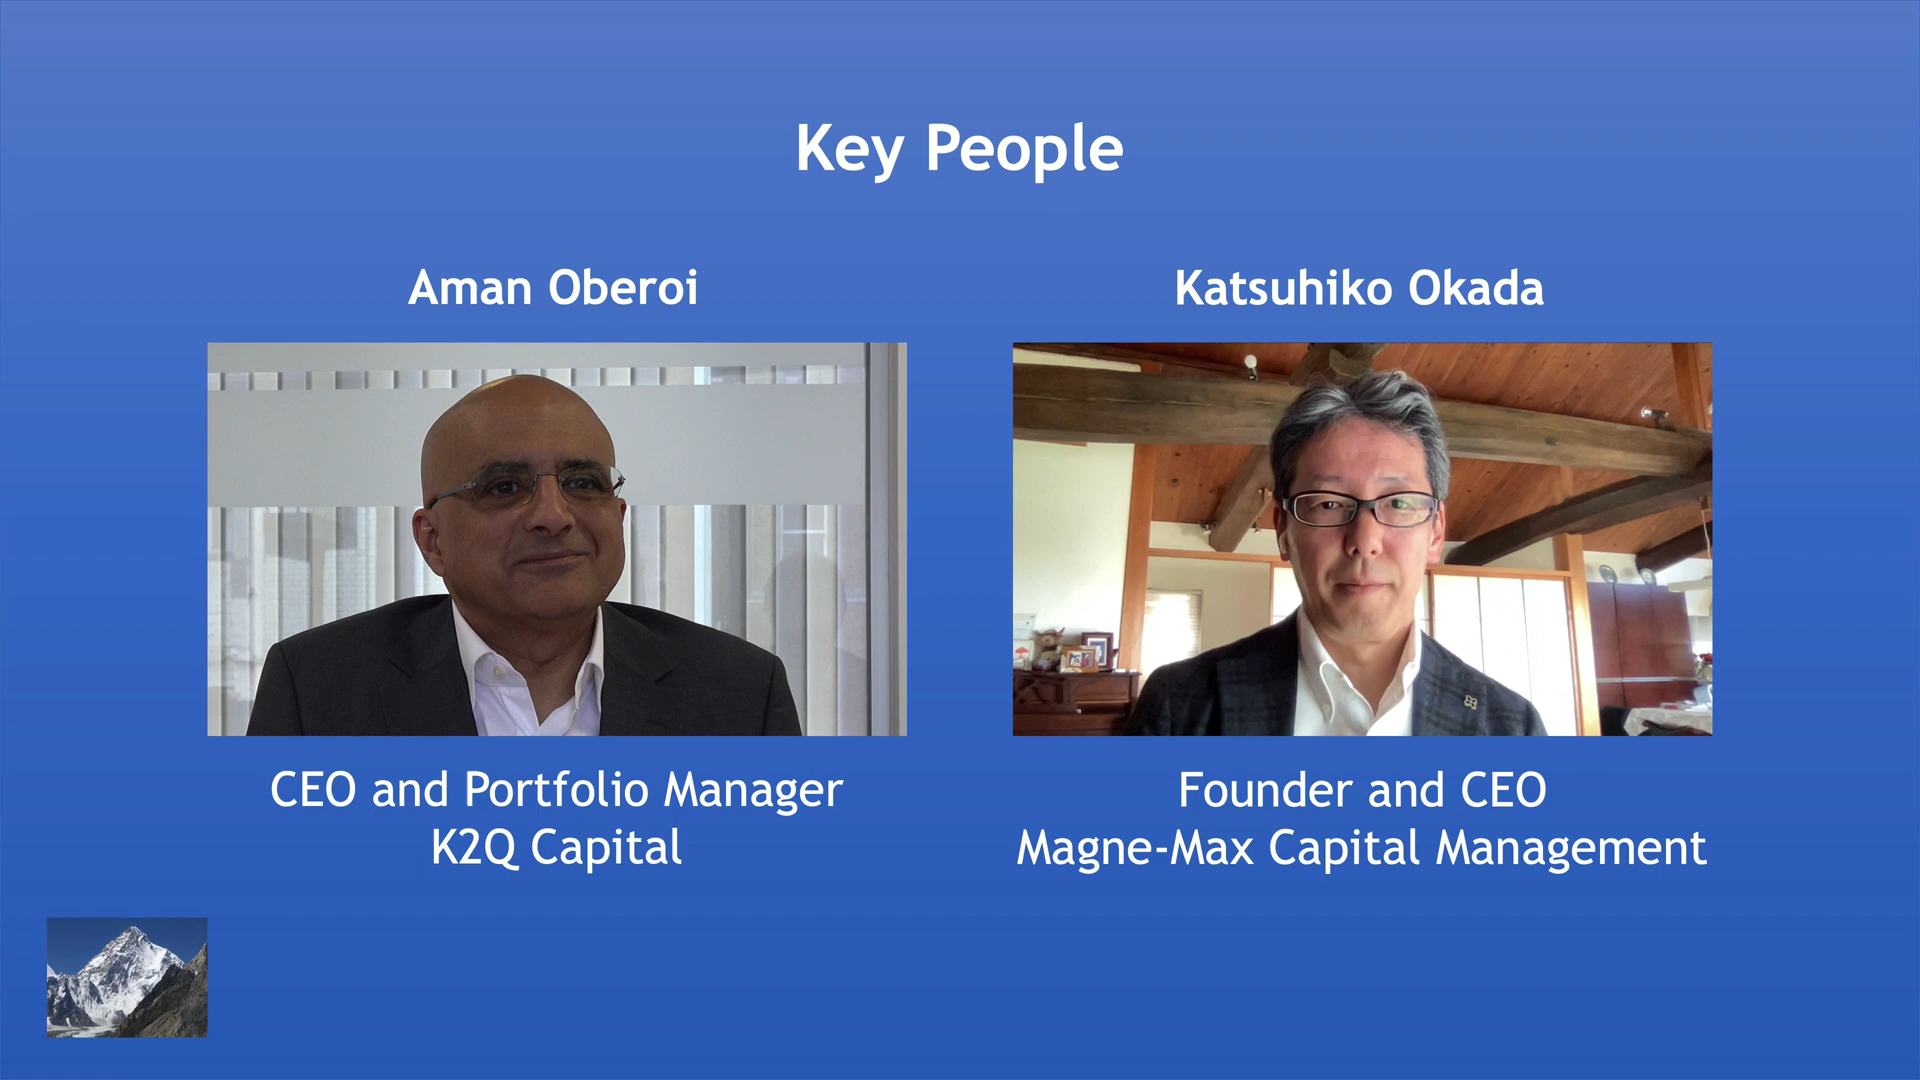 Key People
Aman Oberoi
Katsuhiko Okada
CEO and Portfolio Manager
K2Q Capital
Founder and CEO
Magne-Max Capital Management